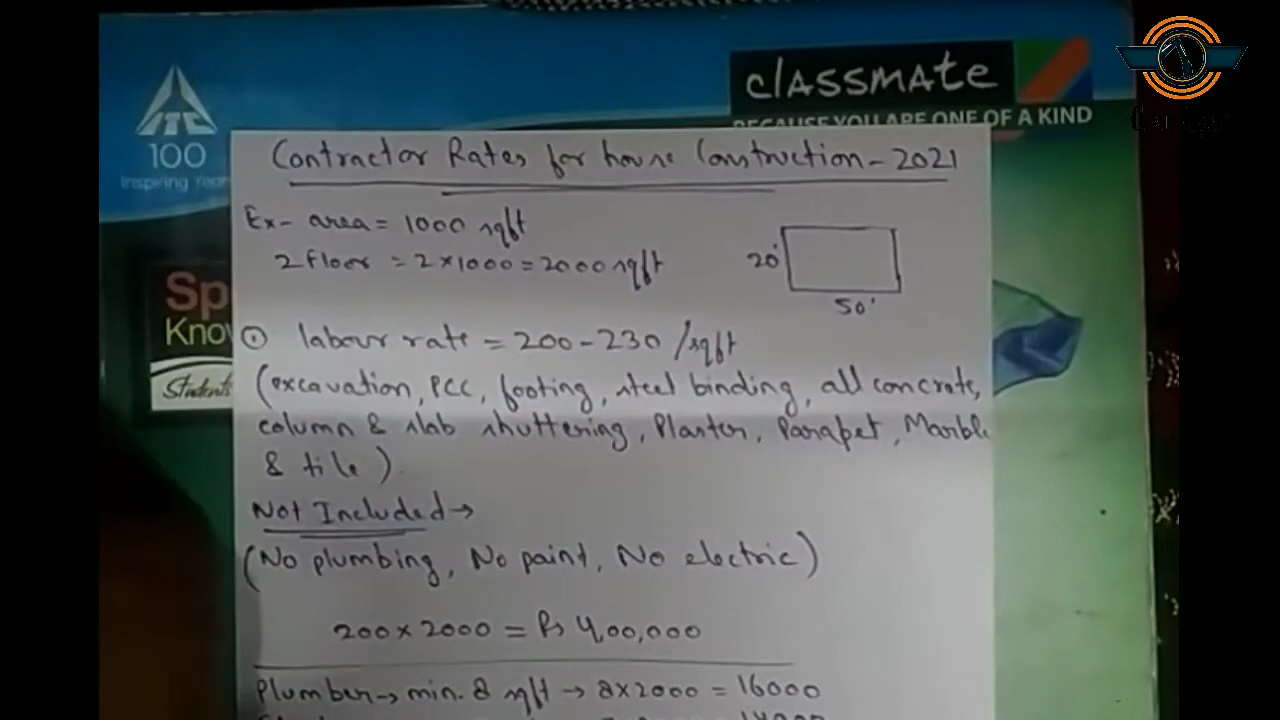 classmate
BECAUSE YOU ARE ONE OF A KIND
ITC
100
Inspiring
Contractor Rates for house Construction - 2021
Ex- area = 1000 sqft
2 floor = 2×1000 = 2000 sqft
20'
50'
① labour rate = 200-230 /sqft
(excavation, PCC, footing, steel binding, all concrete,
column & slab shuttering, Plaster, Parapet, Marble
& tile)
Not Included →
(No plumbing, No paint, No electric)
200 × 2000 = Rs 4,00,000
Plumber → min. 8 sqft → 8×2000 = 16000
Students